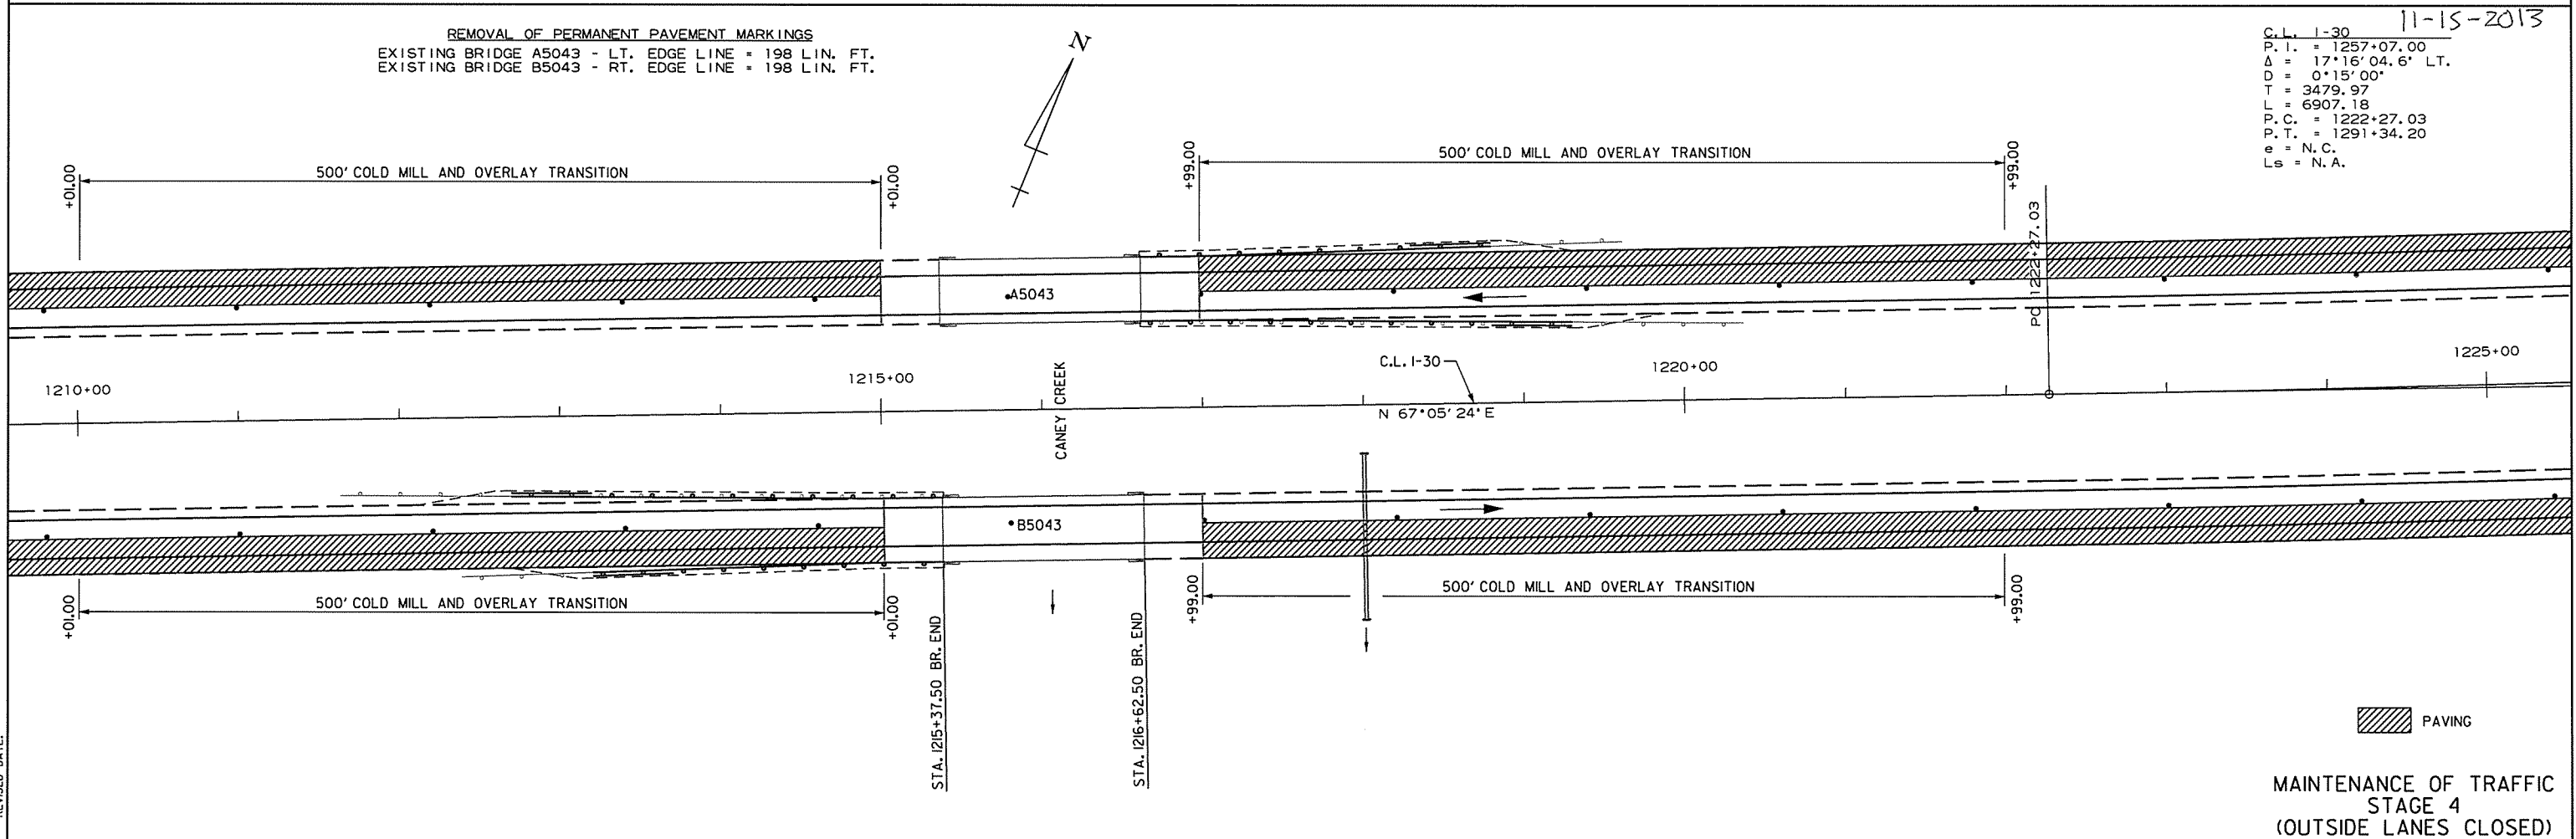 11-15-2013
REMOVAL OF PERMANENT PAVEMENT MARKINGS
EXISTING BRIDGE A5043 - LT. EDGE LINE = 198 LIN. FT.
EXISTING BRIDGE B5043 - RT. EDGE LINE = 198 LIN. FT.
N
C.L. I-30
P.I. = 1257+07.00
Δ = 17°16'04.6" LT.
D = 0°15'00"
T = 3479.97
L = 6907.18
P.C. = 1222+27.03
P.T. = 1291+34.20
e = N.C.
Ls = N.A.
+01.00
500' COLD MILL AND OVERLAY TRANSITION
+01.00
+99.00
500' COLD MILL AND OVERLAY TRANSITION
+99.00
PC 1222+27.03
A5043
1210+00
1215+00
CANEY CREEK
C.L. I-30
1220+00
1225+00
N 67°05'24" E
B5043
+01.00
500' COLD MILL AND OVERLAY TRANSITION
+01.00
+99.00
500' COLD MILL AND OVERLAY TRANSITION
+99.00
STA. 1215+37.50 BR. END
STA. 1216+62.50 BR. END
PAVING
REVISED DATE:
MAINTENANCE OF TRAFFIC
STAGE 4
(OUTSIDE LANES CLOSED)